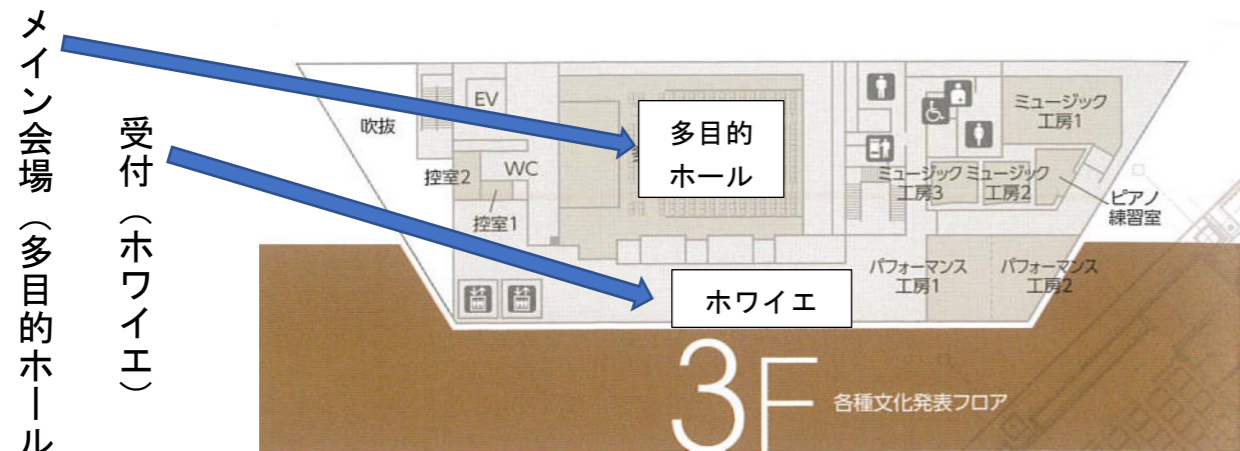 メイン会場（多目的ホール
受付（ホワイエ）
吹抜
EV
控室2
WC
控室1
多目的
ホール
ミュージック
工房1
ミュージック
工房3
ミュージック
工房2
ピアノ
練習室
パフォーマンス
工房1
パフォーマンス
工房2
ホワイエ
3F
各種文化発表フロア